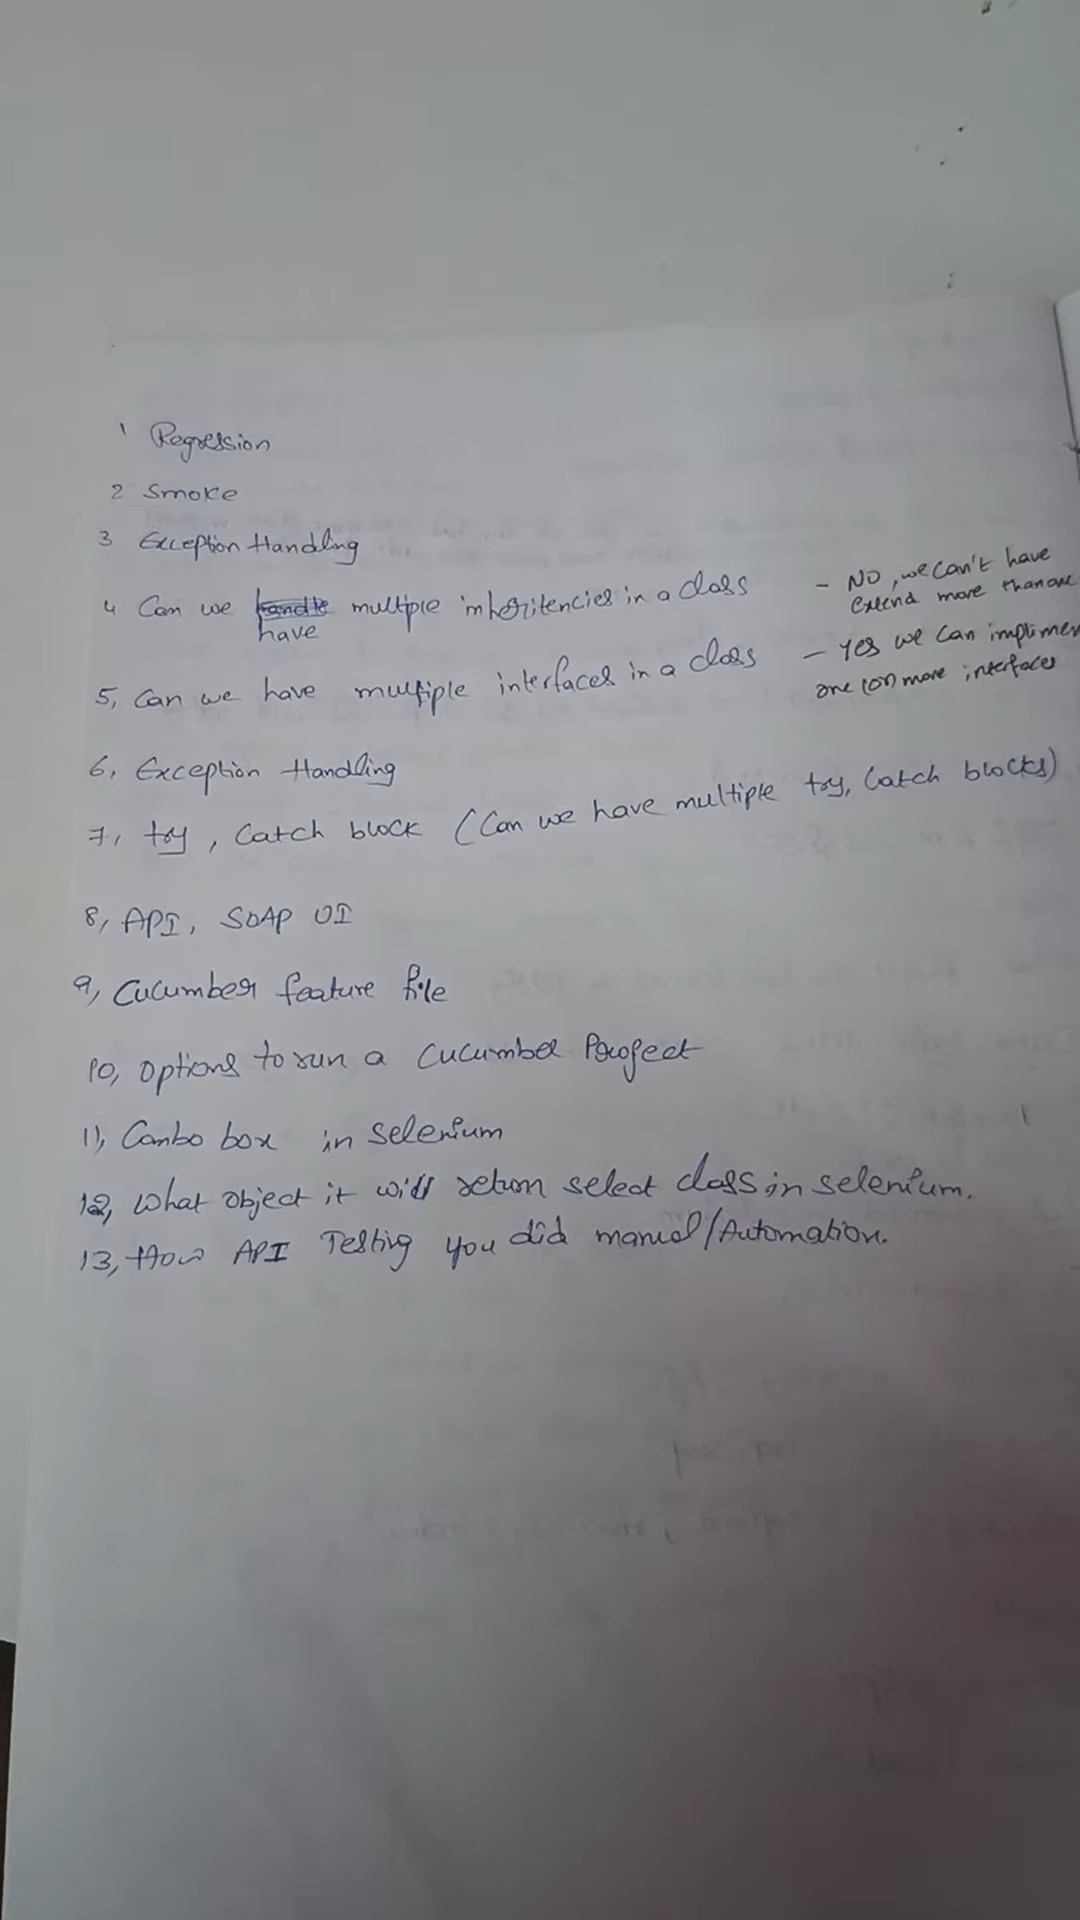 1 Regression
2 Smoke
3 Exception Handling
4 Can we have multiple inheritencies in a class - No, we can't have
extend more than one
5, Can we have multiple interfaces in a class - Yes we can implimen
one (or) more interfaces
6, Exception Handling
7, try, Catch block (Can we have multiple try, Catch blocks)
8, API, SOAP UI
9, Cucumber feature file
10, Options to run a Cucumber Project
11, Combo box in selenium
12, What object it will return select class in selenium.
13, How API Testing you did manual/Automation.